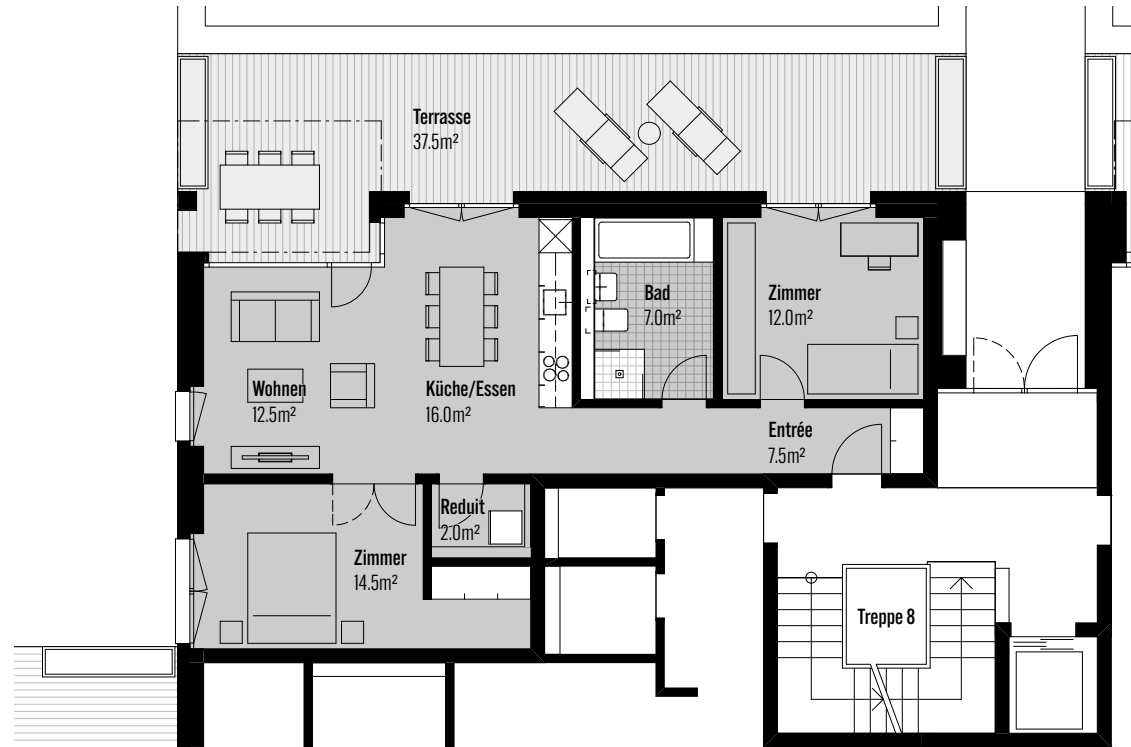 Terrasse
37.5m²
Bad
7.0m²
Zimmer
12.0m²
Wohnen
12.5m²
Küche/Essen
16.0m²
Entrée
7.5m²
Reduit
2.0m²
Zimmer
14.5m²
Treppe 8